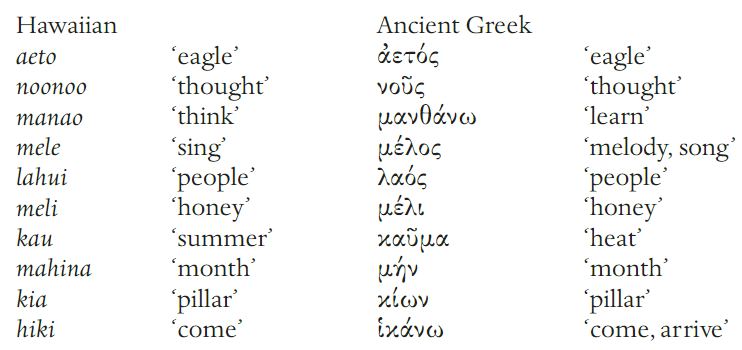 Hawaiian Ancient Greek
aeto ‘eagle’ ἀετός ‘eagle’
noonoo ‘thought’ νοῦς ‘thought’
manao ‘think’ μανθάνω ‘learn’
mele ‘sing’ μέλος ‘melody, song’
lahui ‘people’ λαός ‘people’
meli ‘honey’ μέλι ‘honey’
kau ‘summer’ καῦμα ‘heat’
mahina ‘month’ μήν ‘month’
kia ‘pillar’ κίων ‘pillar’
hiki ‘come’ ἱκάνω ‘come, arrive’